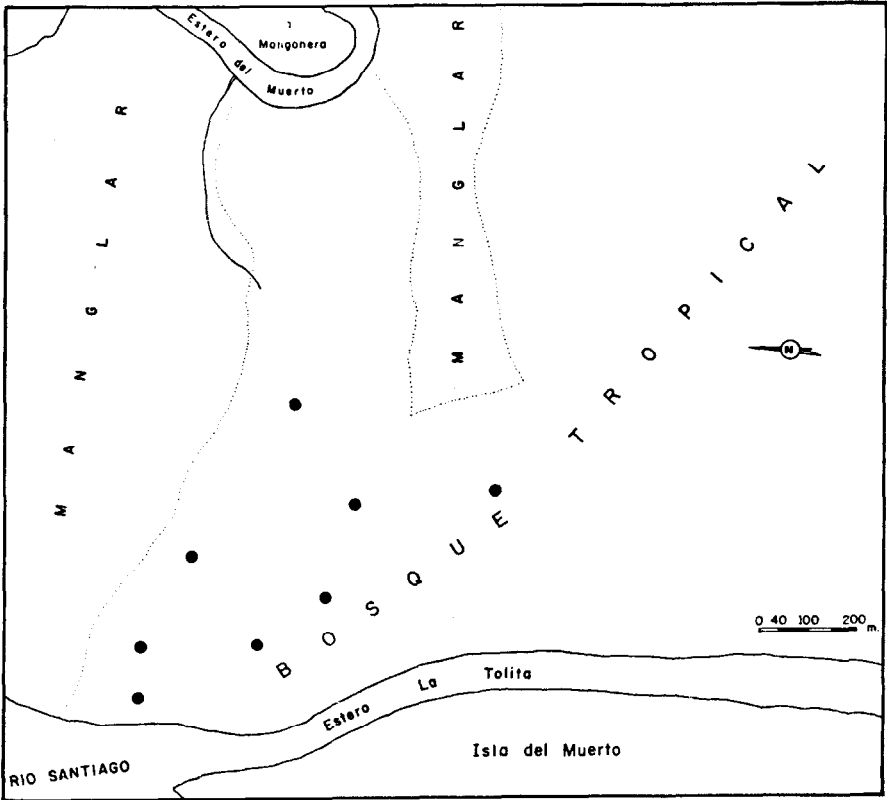 Estero del Muerto
Mangonera
MANGLAR
MANGLAR
BOSQUE TROPICAL
N
0 40 100 200 m.
Estero La Tolita
Isla del Muerto
RIO SANTIAGO